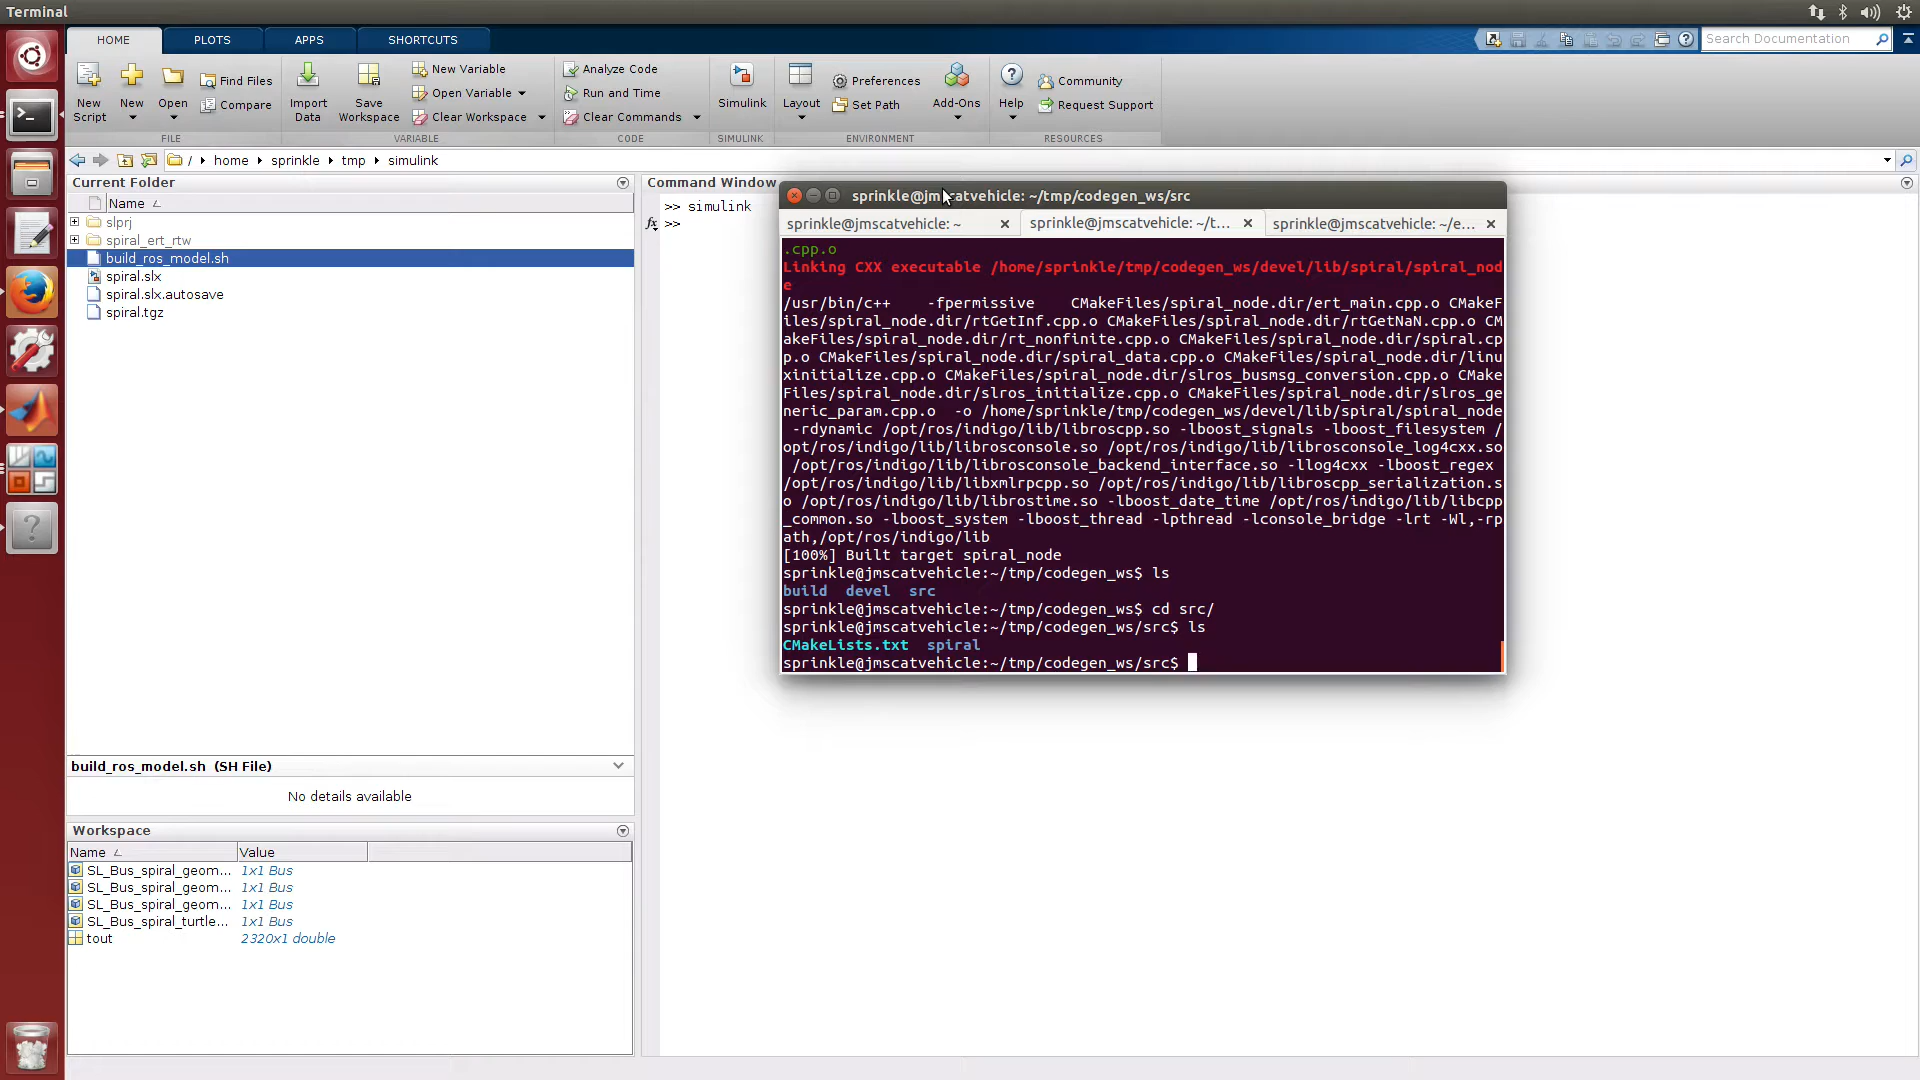 Terminal
HOME PLOTS APPS SHORTCUTS
Search Documentation
New Script
New
Open
Find Files
Compare
Import Data
Save Workspace
New Variable
Open Variable
Clear Workspace
Analyze Code
Run and Time
Clear Commands
Simulink
Layout
Preferences
Set Path
Add-Ons
Help
Community
Request Support
FILE VARIABLE CODE SIMULINK ENVIRONMENT RESOURCES
/ home sprinkle tmp simulink
Current Folder
Name
slprj
spiral_ert_rtw
build_ros_model.sh
spiral.slx
spiral.slx.autosave
spiral.tgz
build_ros_model.sh (SH File)
No details available
Workspace
Name Value
SL_Bus_spiral_geom... 1x1 Bus
SL_Bus_spiral_geom... 1x1 Bus
SL_Bus_spiral_geom... 1x1 Bus
SL_Bus_spiral_turtle... 1x1 Bus
tout 2320x1 double
Command Window
>> simulink
fx >>
sprinkle@jmscatvehicle: ~/tmp/codegen_ws/src
sprinkle@jmscatvehicle: ~ sprinkle@jmscatvehicle: ~/t... sprinkle@jmscatvehicle: ~/e...
.cpp.o
Linking CXX executable /home/sprinkle/tmp/codegen_ws/devel/lib/spiral/spiral_nod
e
/usr/bin/c++    -fpermissive    CMakeFiles/spiral_node.dir/ert_main.cpp.o CMakeF
iles/spiral_node.dir/rtGetInf.cpp.o CMakeFiles/spiral_node.dir/rtGetNaN.cpp.o CM
akeFiles/spiral_node.dir/rt_nonfinite.cpp.o CMakeFiles/spiral_node.dir/spiral.cp
p.o CMakeFiles/spiral_node.dir/spiral_data.cpp.o CMakeFiles/spiral_node.dir/linu
xinitialize.cpp.o CMakeFiles/spiral_node.dir/slros_busmsg_conversion.cpp.o CMake
Files/spiral_node.dir/slros_initialize.cpp.o CMakeFiles/spiral_node.dir/slros_ge
neric_param.cpp.o  -o /home/sprinkle/tmp/codegen_ws/devel/lib/spiral/spiral_node
 -rdynamic /opt/ros/indigo/lib/libroscpp.so -lboost_signals -lboost_filesystem /
opt/ros/indigo/lib/librosconsole.so /opt/ros/indigo/lib/librosconsole_log4cxx.so
 /opt/ros/indigo/lib/librosconsole_backend_interface.so -llog4cxx -lboost_regex
/opt/ros/indigo/lib/libxmlrpcpp.so /opt/ros/indigo/lib/libroscpp_serialization.s
o /opt/ros/indigo/lib/librostime.so -lboost_date_time /opt/ros/indigo/lib/libcpp
_common.so -lboost_system -lboost_thread -lpthread -lconsole_bridge -lrt -Wl,-rp
ath,/opt/ros/indigo/lib
[100%] Built target spiral_node
sprinkle@jmscatvehicle:~/tmp/codegen_ws$ ls
build  devel  src
sprinkle@jmscatvehicle:~/tmp/codegen_ws$ cd src/
sprinkle@jmscatvehicle:~/tmp/codegen_ws/src$ ls
CMakeLists.txt  spiral
sprinkle@jmscatvehicle:~/tmp/codegen_ws/src$